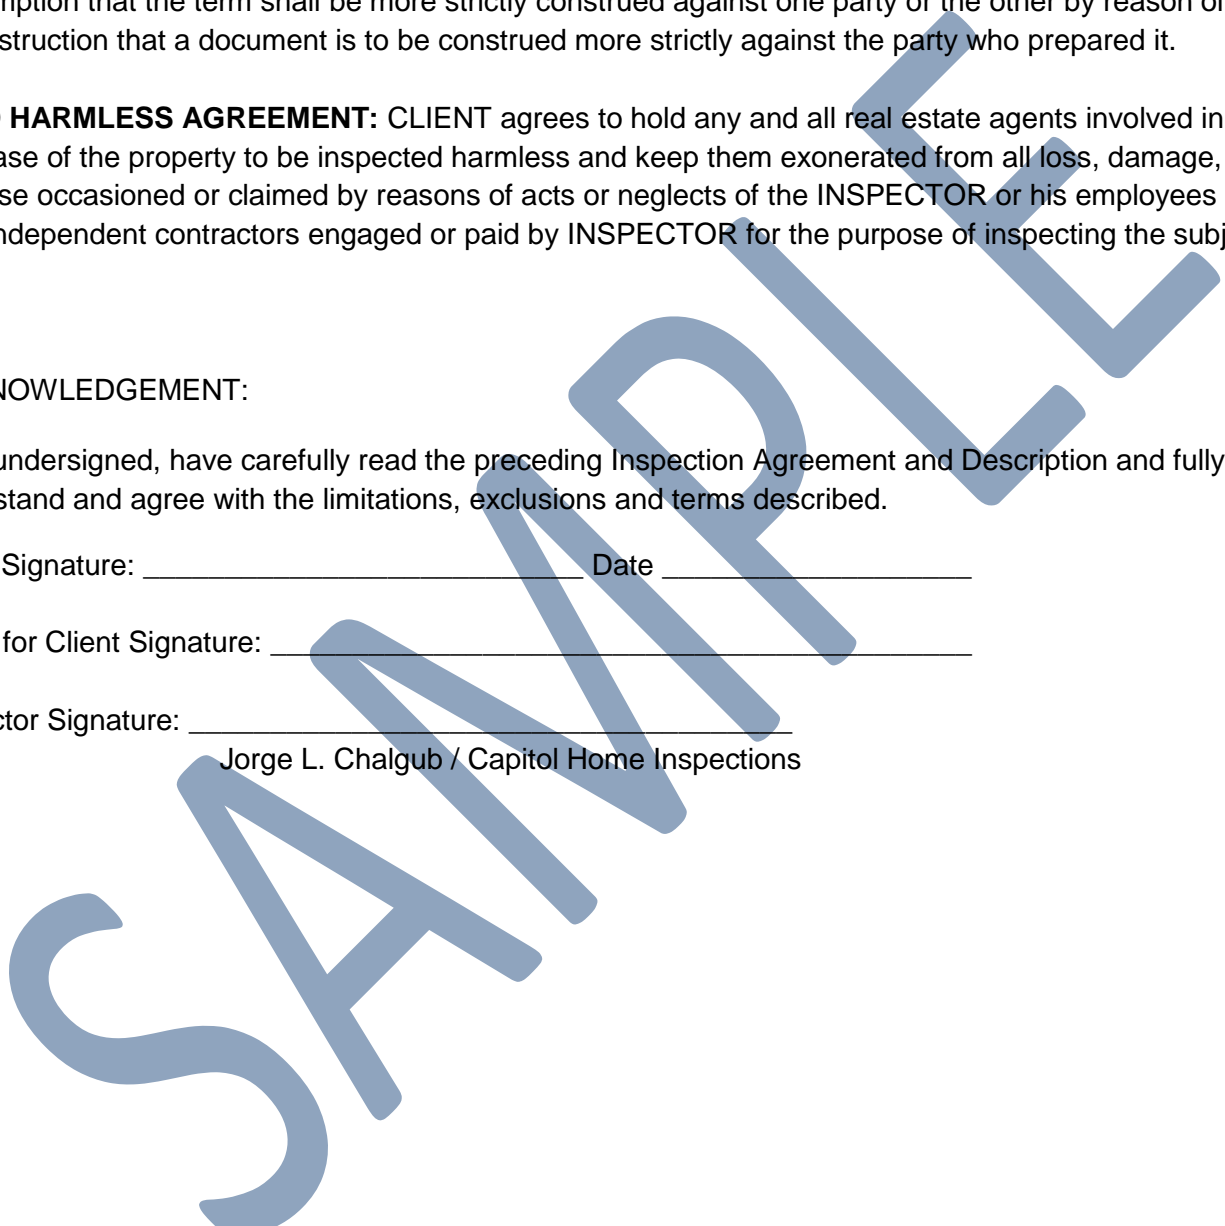 ription that the term shall be more strictly construed against one party or the other by reason of
struction that a document is to be construed more strictly against the party who prepared it.
HARMLESS AGREEMENT: CLIENT agrees to hold any and all real estate agents involved in
ase of the property to be inspected harmless and keep them exonerated from all loss, damage,
se occasioned or claimed by reasons of acts or neglects of the INSPECTOR or his employees
ndependent contractors engaged or paid by INSPECTOR for the purpose of inspecting the subj
NOWLEDGEMENT:
undersigned, have carefully read the preceding Inspection Agreement and Description and fully
stand and agree with the limitations, exclusions and terms described.
Signature: ___________________________ Date ___________________
for Client Signature: ___________________________________________
ctor Signature: _____________________________________
Jorge L. Chalgub / Capitol Home Inspections
SAMPLE